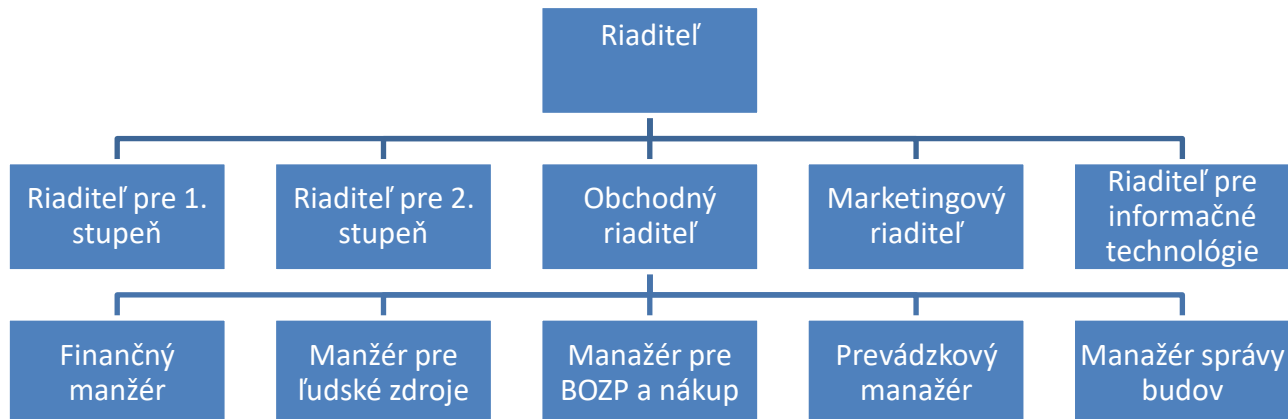 Riaditeľ
Riaditeľ pre 1.
stupeň
Riaditeľ pre 2.
stupeň
Obchodný
riaditeľ
Marketingový
riaditeľ
Riaditeľ pre
informačné
technológie
Finančný
manžér
Manžér pre
ľudské zdroje
Manažér pre
BOZP a nákup
Prevádzkový
manažér
Manažér správy
budov